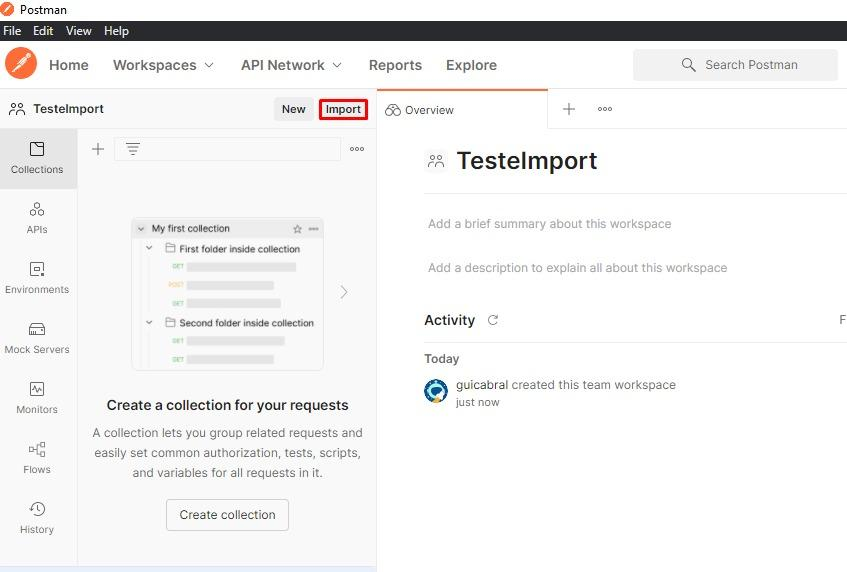 Postman
File Edit View Help
Home Workspaces API Network Reports Explore Search Postman
TesteImport New Import
Overview
Collections
APIs
Environments
Mock Servers
Monitors
Flows
History
My first collection
First folder inside collection
GET
POST
GET
Second folder inside collection
GET
GET
Create a collection for your requests
A collection lets you group related requests and
easily set common authorization, tests, scripts,
and variables for all requests in it.
Create collection
TesteImport
Add a brief summary about this workspace
Add a description to explain all about this workspace
Activity
F
Today
guicabral created this team workspace
just now